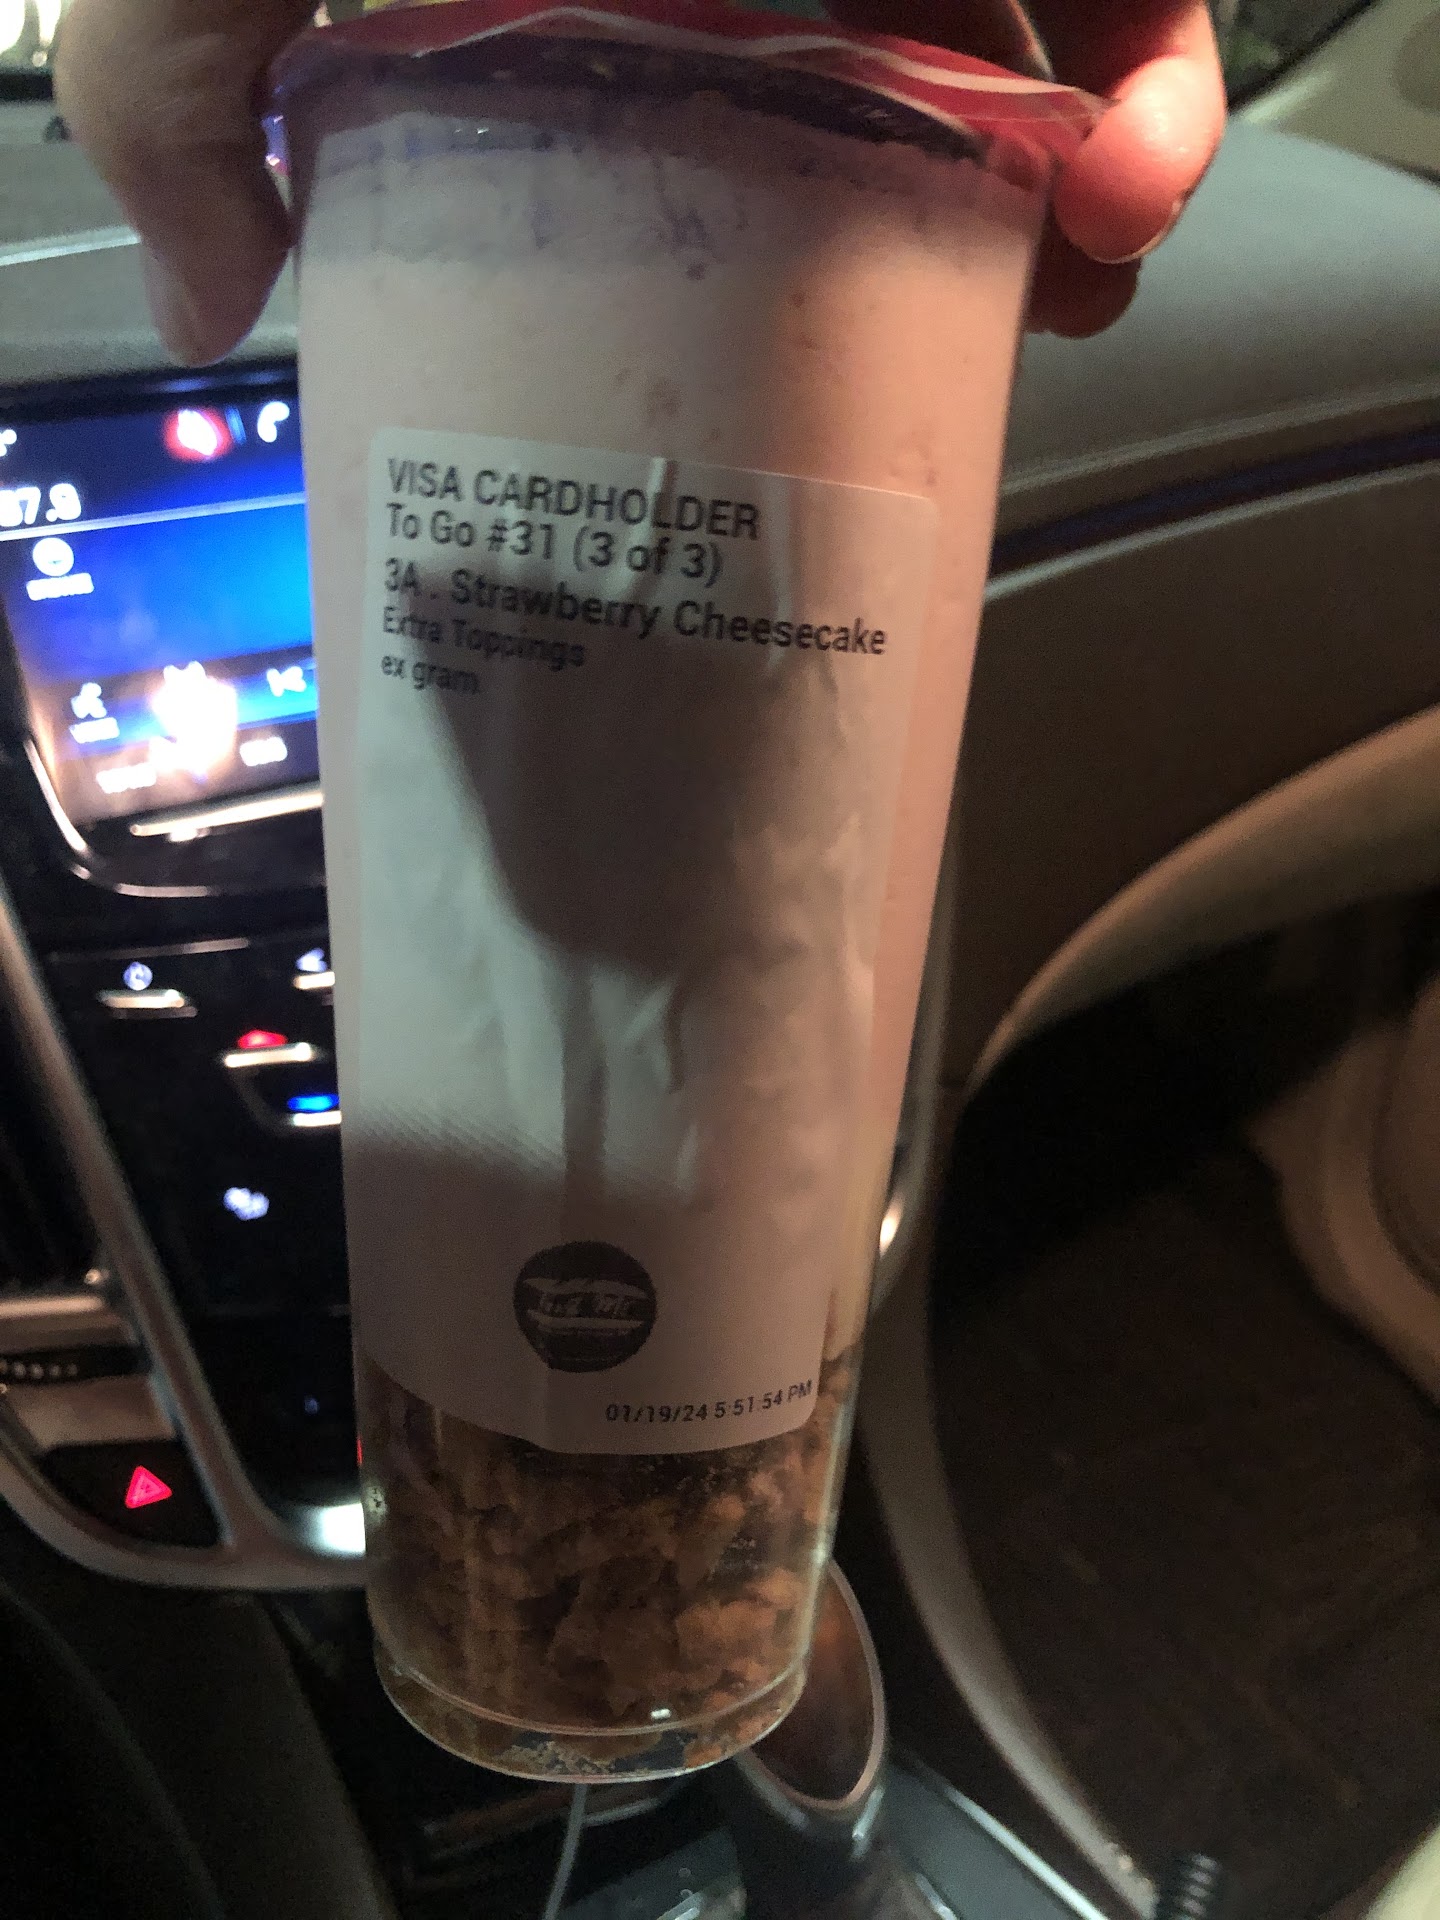 VISA CARDHOLDER
To Go #31 (3 of 3)
3A . Strawberry Cheesecake
Extra Toppings
ex gram
01/19/24 5:51:54 PM